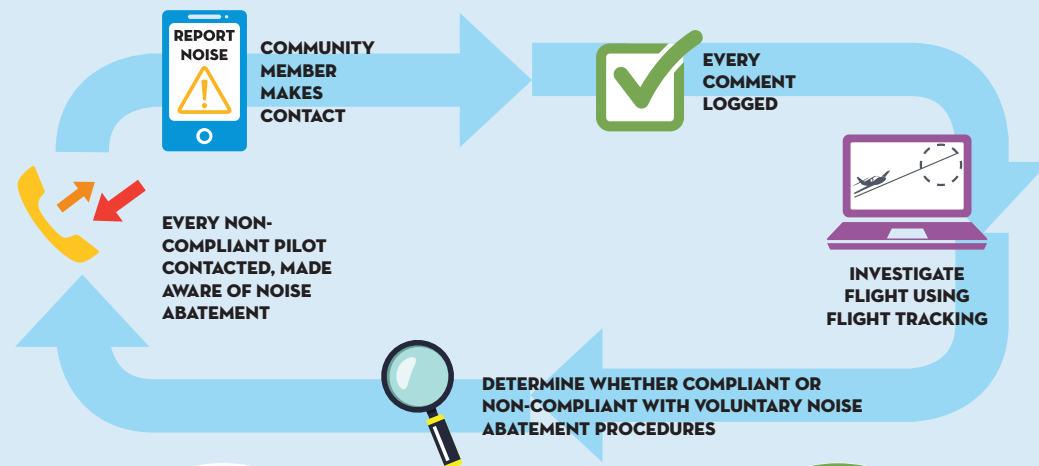 REPORT
NOISE
COMMUNITY
MEMBER
MAKES
CONTACT
EVERY
COMMENT
LOGGED
INVESTIGATE
FLIGHT USING
FLIGHT TRACKING
DETERMINE WHETHER COMPLIANT OR
NON-COMPLIANT WITH VOLUNTARY NOISE
ABATEMENT PROCEDURES
EVERY NON-
COMPLIANT PILOT
CONTACTED, MADE
AWARE OF NOISE
ABATEMENT